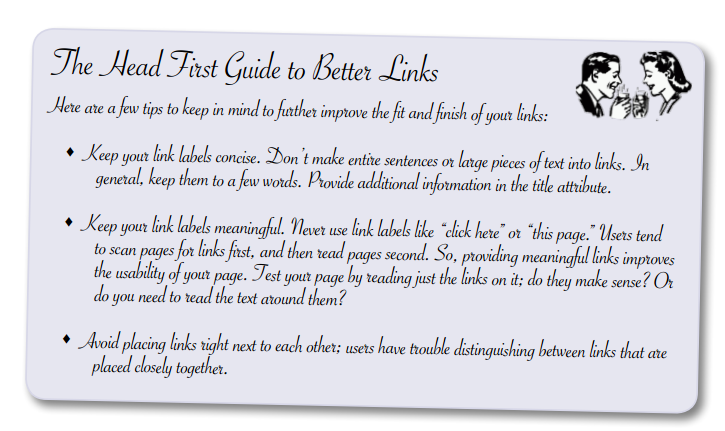 The Head First Guide to Better Links
Here are a few tips to keep in mind to further improve the fit and finish of your links:
♦ Keep your link labels concise. Don't make entire sentences or large pieces of text into links. In
general, keep them to a few words. Provide additional information in the title attribute.
♦ Keep your link labels meaningful. Never use link labels like "click here" or "this page." Users tend
to scan pages for links first, and then read pages second. So, providing meaningful links improves
the usability of your page. Test your page by reading just the links on it; do they make sense? Or
do you need to read the text around them?
♦ Avoid placing links right next to each other; users have trouble distinguishing between links that are
placed closely together.